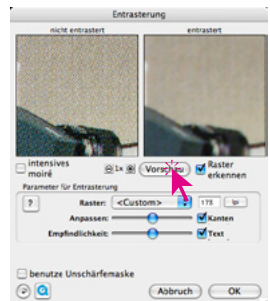 Entrasterung
nicht entrastert entrastert
intensives moiré 1x Vorschau Raster erkennen
Parameter für Entrasterung
? Raster: <Custom> 175 lpi
Anpassen: Kanten
Empfindlichkeit: Text
benutze Unschärfemaske
Abbruch OK